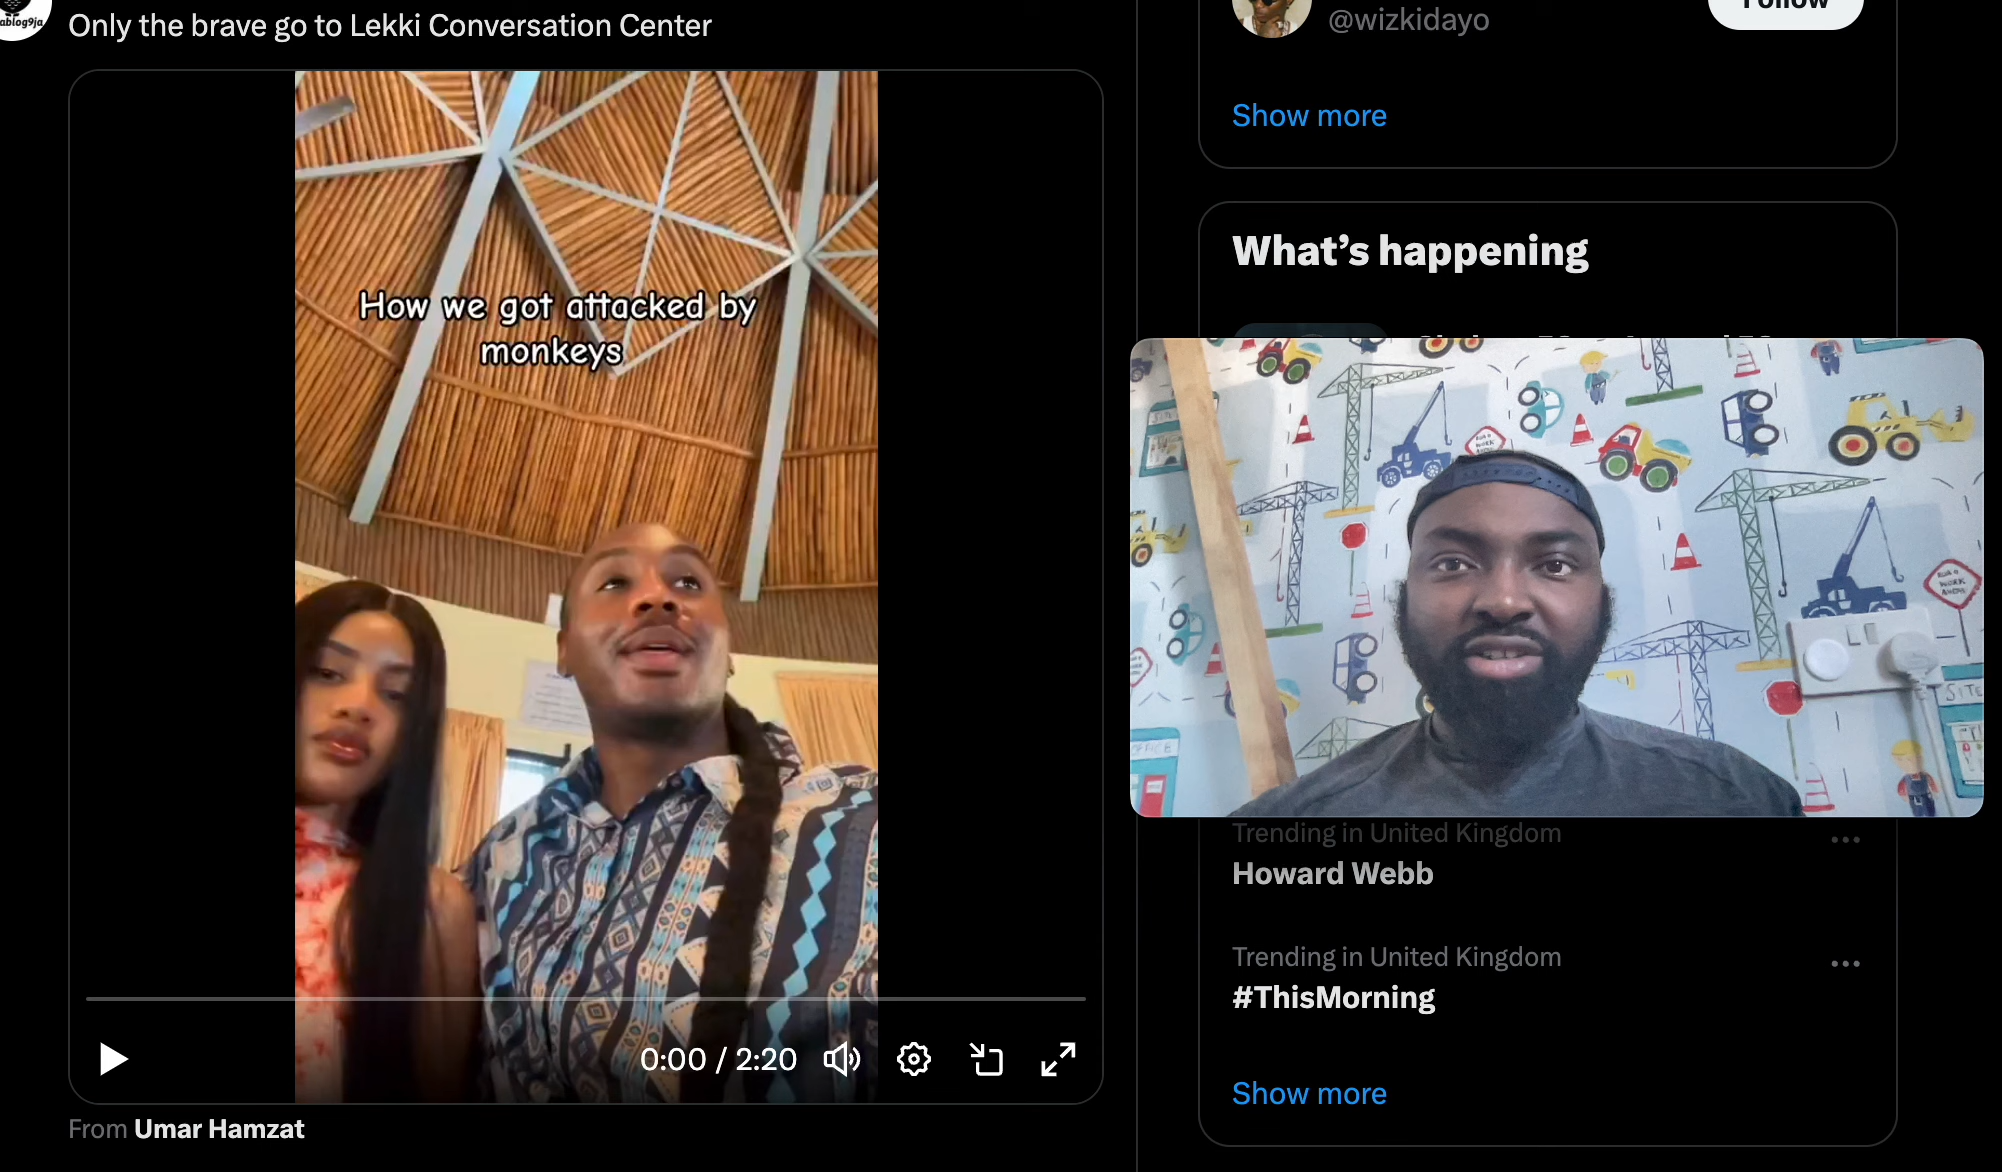 ablog9ja
Only the brave go to Lekki Conversation Center
How we got attacked by
monkeys
0:00 / 2:20
From Umar Hamzat
Follow
@wizkidayo
Show more
What's happening
Trending in United Kingdom
Howard Webb
Trending in United Kingdom
#ThisMorning
Show more